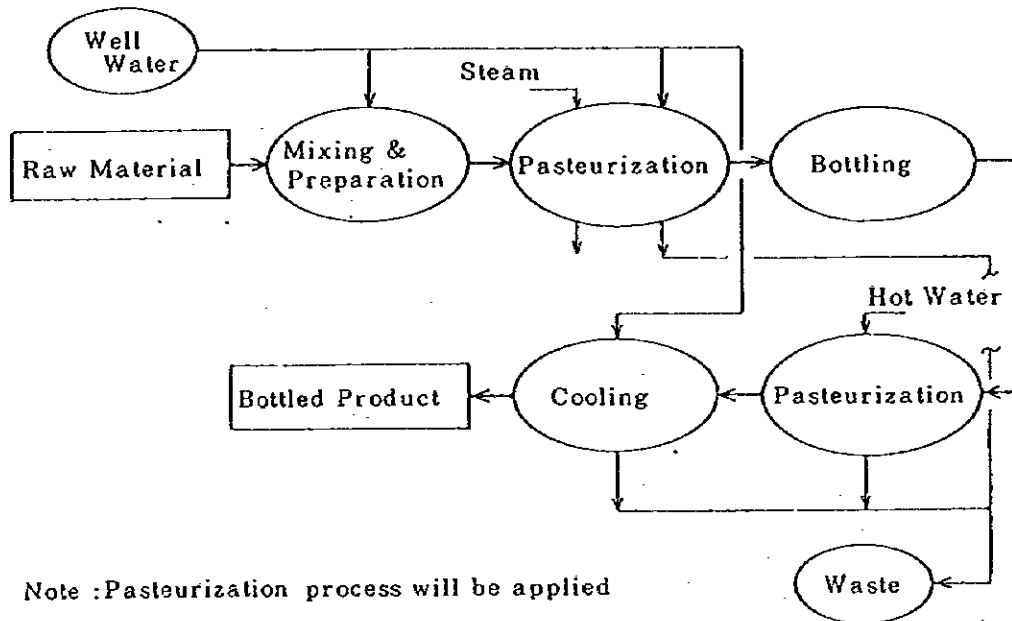 Well
Water
Steam
Raw Material
Mixing &
Preparation
Pasteurization
Bottling
Hot Water
Bottled Product
Cooling
Pasteurization
Waste
Note :Pasteurization process will be applied